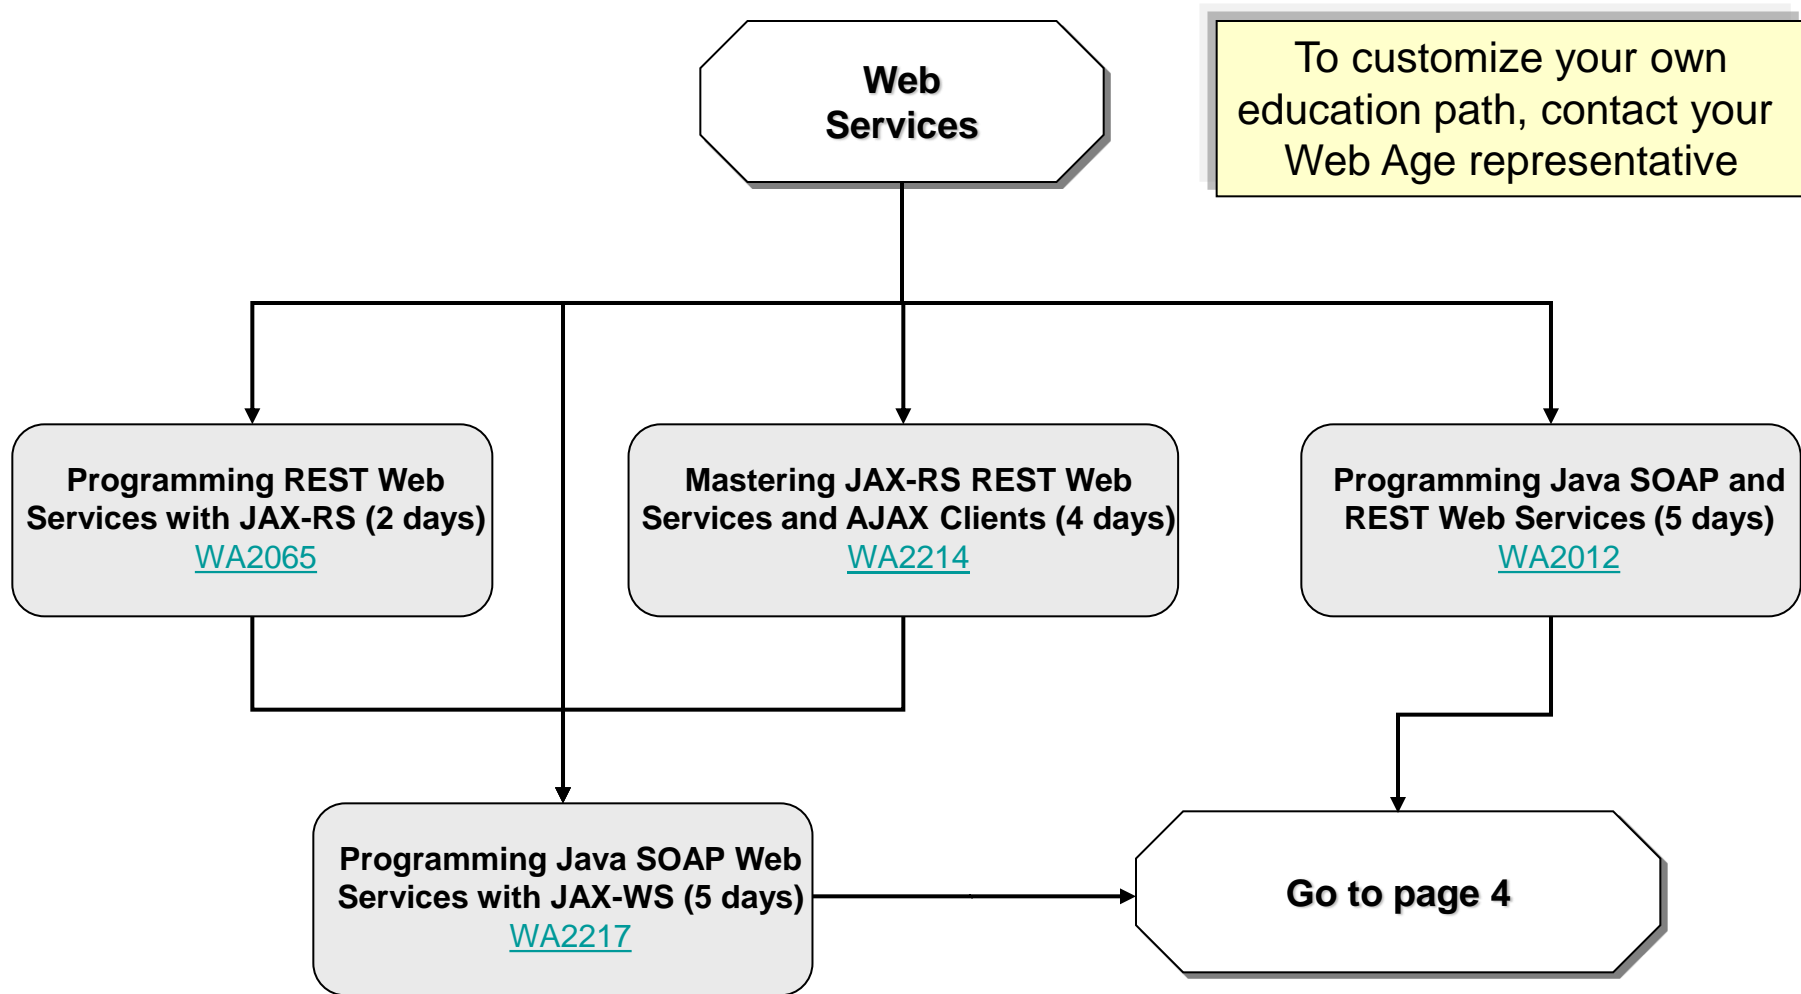 Web
Services
To customize your own
education path, contact your
Web Age representative
Programming REST Web
Services with JAX-RS (2 days)
WA2065
Mastering JAX-RS REST Web
Services and AJAX Clients (4 days)
WA2214
Programming Java SOAP and
REST Web Services (5 days)
WA2012
Programming Java SOAP Web
Services with JAX-WS (5 days)
WA2217
Go to page 4